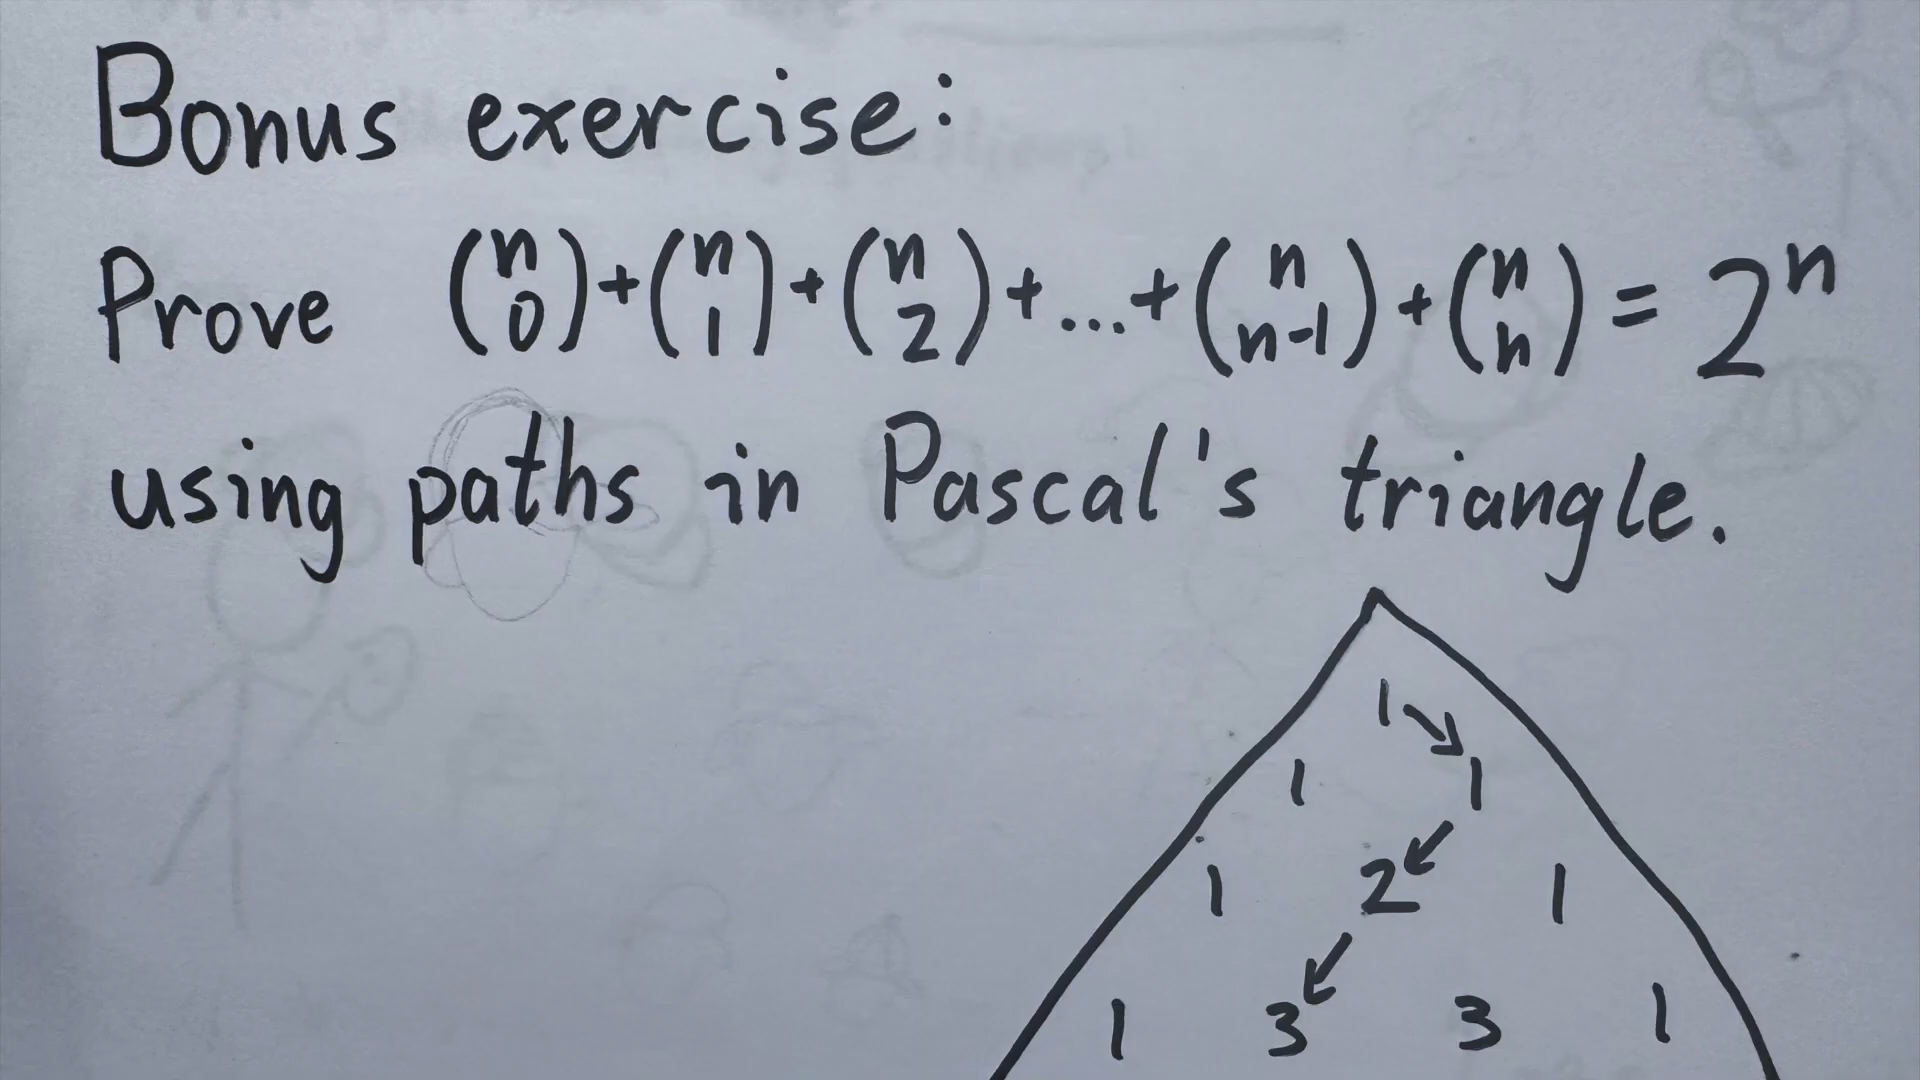 Bonus exercise:
Prove (n 0)+(n 1)+(n 2)+...+(n n-1)+(n n) = 2^n
using paths in Pascal's triangle.
1
1 1
1 2 1
1 3 3 1